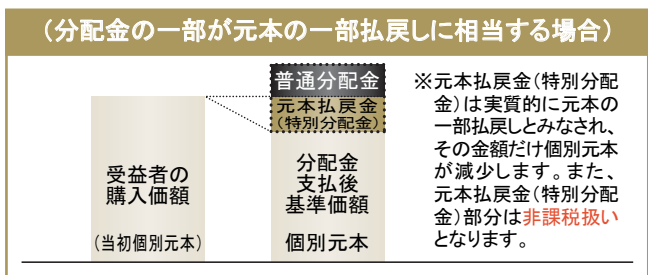 (分配金の一部が元本の一部払戻しに相当する場合)
受益者の
購入価額
(当初個別元本)
普通分配金
元本払戻金
(特別分配金)
分配金
支払後
基準価額
個別元本
※元本払戻金(特別分配
金)は実質的に元本の
一部払戻しとみなされ、
その金額だけ個別元本
が減少します。また、
元本払戻金(特別分配
金)部分は非課税扱い
となります。